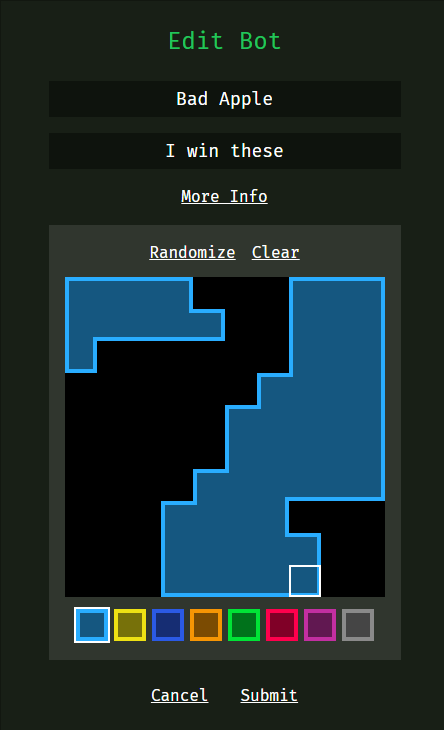 Edit Bot
Bad Apple
I win these
More Info
Randomize Clear
Cancel Submit